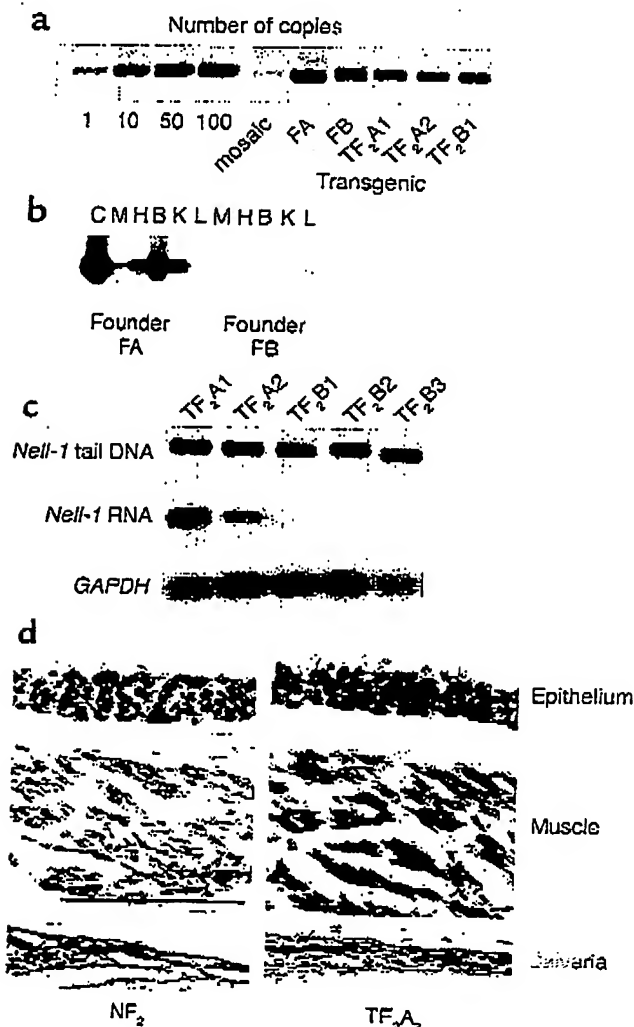 a
Number of copies
1 10 50 100 mosaic FA FB TF₂A1 TF₂A2 TF₂B1
Transgenic
b
C M H B K L M H B K L
Founder FA
Founder FB
c
TF₂A1 TF₂A2 TF₂B1 TF₂B2 TF₂B3
Nell-1 tail DNA
Nell-1 RNA
GAPDH
d
Epithelium
Muscle
NF₂